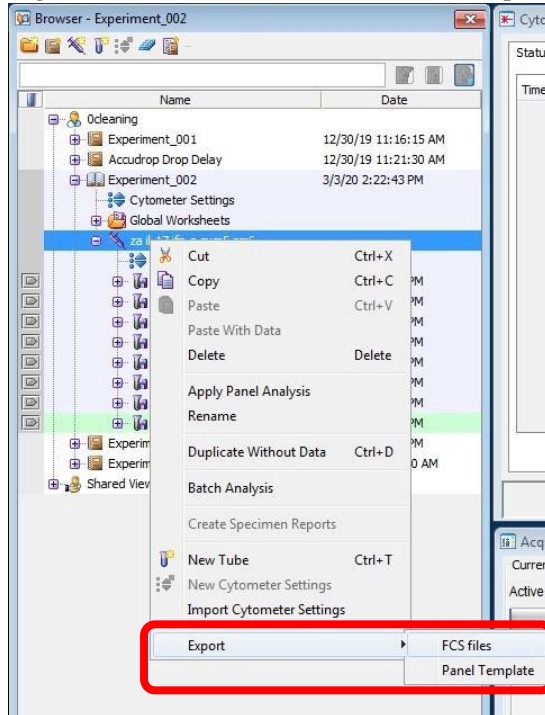 Browser - Experiment_002
Cyto
Statu
Name Date
Time
0cleaning
Experiment_001 12/30/19 11:16:15 AM
Accudrop Drop Delay 12/30/19 11:21:30 AM
Experiment_002 3/3/20 2:22:43 PM
Cytometer Settings
Global Worksheets
Cut Ctrl+X
Copy Ctrl+C PM
Paste Ctrl+V PM
Paste With Data PM
PM
Delete Delete PM
PM
Apply Panel Analysis PM
Rename PM
Experim PM
Duplicate Without Data Ctrl+D
Experim 0 AM
Shared View
Batch Analysis
Create Specimen Reports
Acq
New Tube Ctrl+T
Curren
New Cytometer Settings
Active
Import Cytometer Settings
Export FCS files
Panel Template